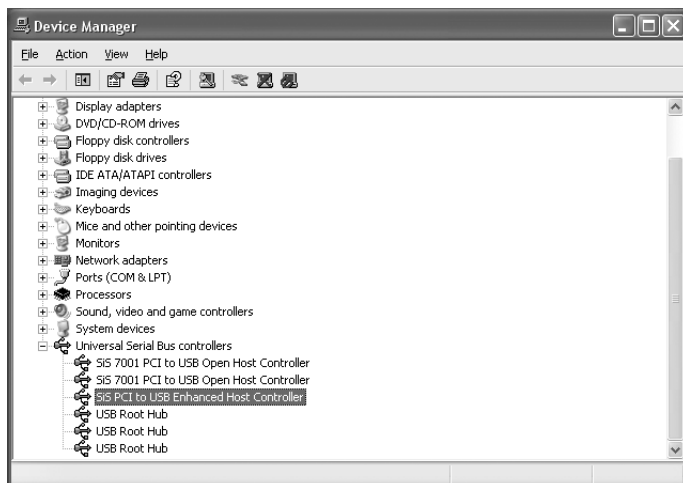 Device Manager
File Action View Help
Display adapters
DVD/CD-ROM drives
Floppy disk controllers
Floppy disk drives
IDE ATA/ATAPI controllers
Imaging devices
Keyboards
Mice and other pointing devices
Monitors
Network adapters
Ports (COM & LPT)
Processors
Sound, video and game controllers
System devices
Universal Serial Bus controllers
SiS 7001 PCI to USB Open Host Controller
SiS 7001 PCI to USB Open Host Controller
SiS PCI to USB Enhanced Host Controller
USB Root Hub
USB Root Hub
USB Root Hub